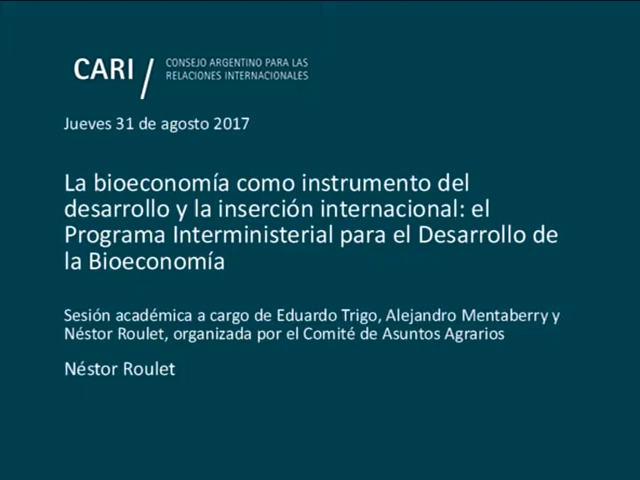 CARI /
CONSEJO ARGENTINO PARA LAS
RELACIONES INTERNACIONALES
Jueves 31 de agosto 2017
La bioeconomía como instrumento del
desarrollo y la inserción internacional: el
Programa Interministerial para el Desarrollo de
la Bioeconomía
Sesión académica a cargo de Eduardo Trigo, Alejandro Mentaberry y
Néstor Roulet, organizada por el Comité de Asuntos Agrarios
Néstor Roulet